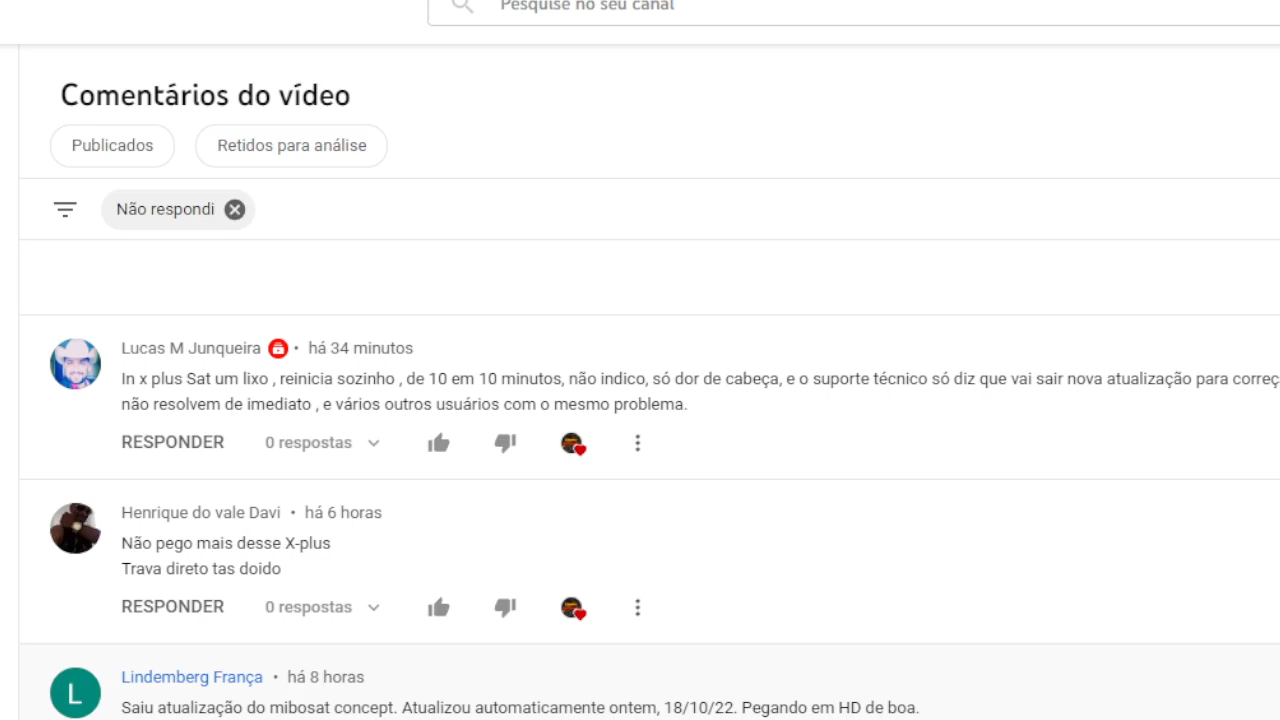 Pesquise no seu canal
Comentários do vídeo
Publicados
Retidos para análise
Não respondi
Lucas M Junqueira • há 34 minutos
In x plus Sat um lixo , reinicia sozinho , de 10 em 10 minutos, não indico, só dor de cabeça, e o suporte técnico só diz que vai sair nova atualização para correç
não resolvem de imediato , e vários outros usuários com o mesmo problema.
RESPONDER 0 respostas
Henrique do vale Davi • há 6 horas
Não pego mais desse X-plus
Trava direto tas doido
RESPONDER 0 respostas
L
Lindemberg França • há 8 horas
Saiu atualização do mibosat concept. Atualizou automaticamente ontem, 18/10/22. Pegando em HD de boa.